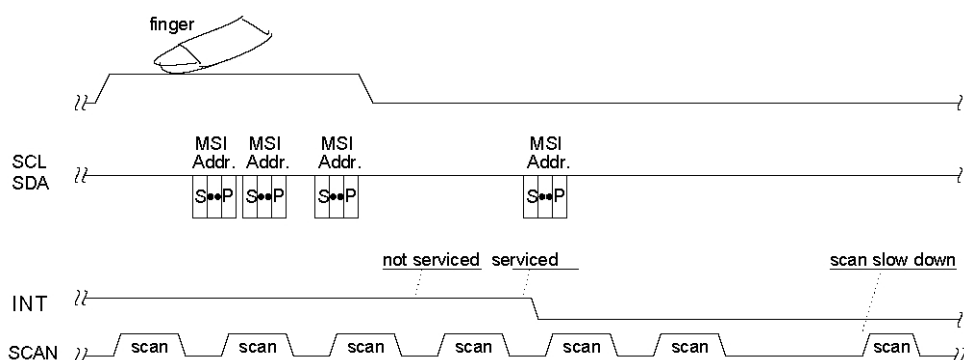 finger
MSI MSI MSI MSI
Addr. Addr. Addr. Addr.
SCL
SDA
S••P S••P S••P S••P
not serviced serviced scan slow down
INT
SCAN scan scan scan scan scan scan scan